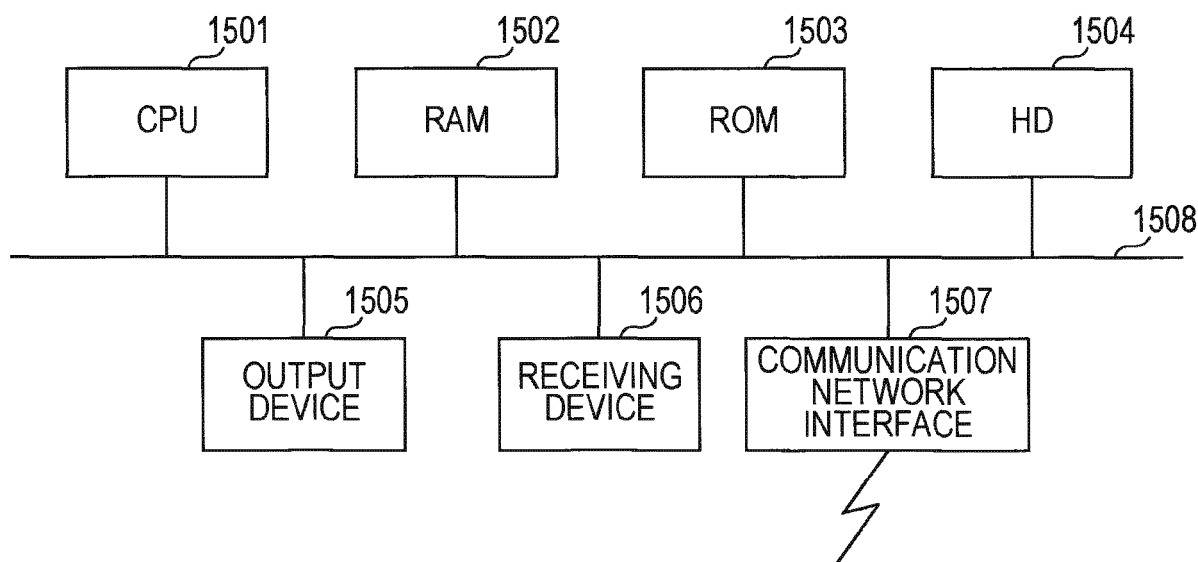 1501
1502
1503
1504
CPU
RAM
ROM
HD
1508
1505
1506
1507
OUTPUT
DEVICE
RECEIVING
DEVICE
COMMUNICATION
NETWORK
INTERFACE